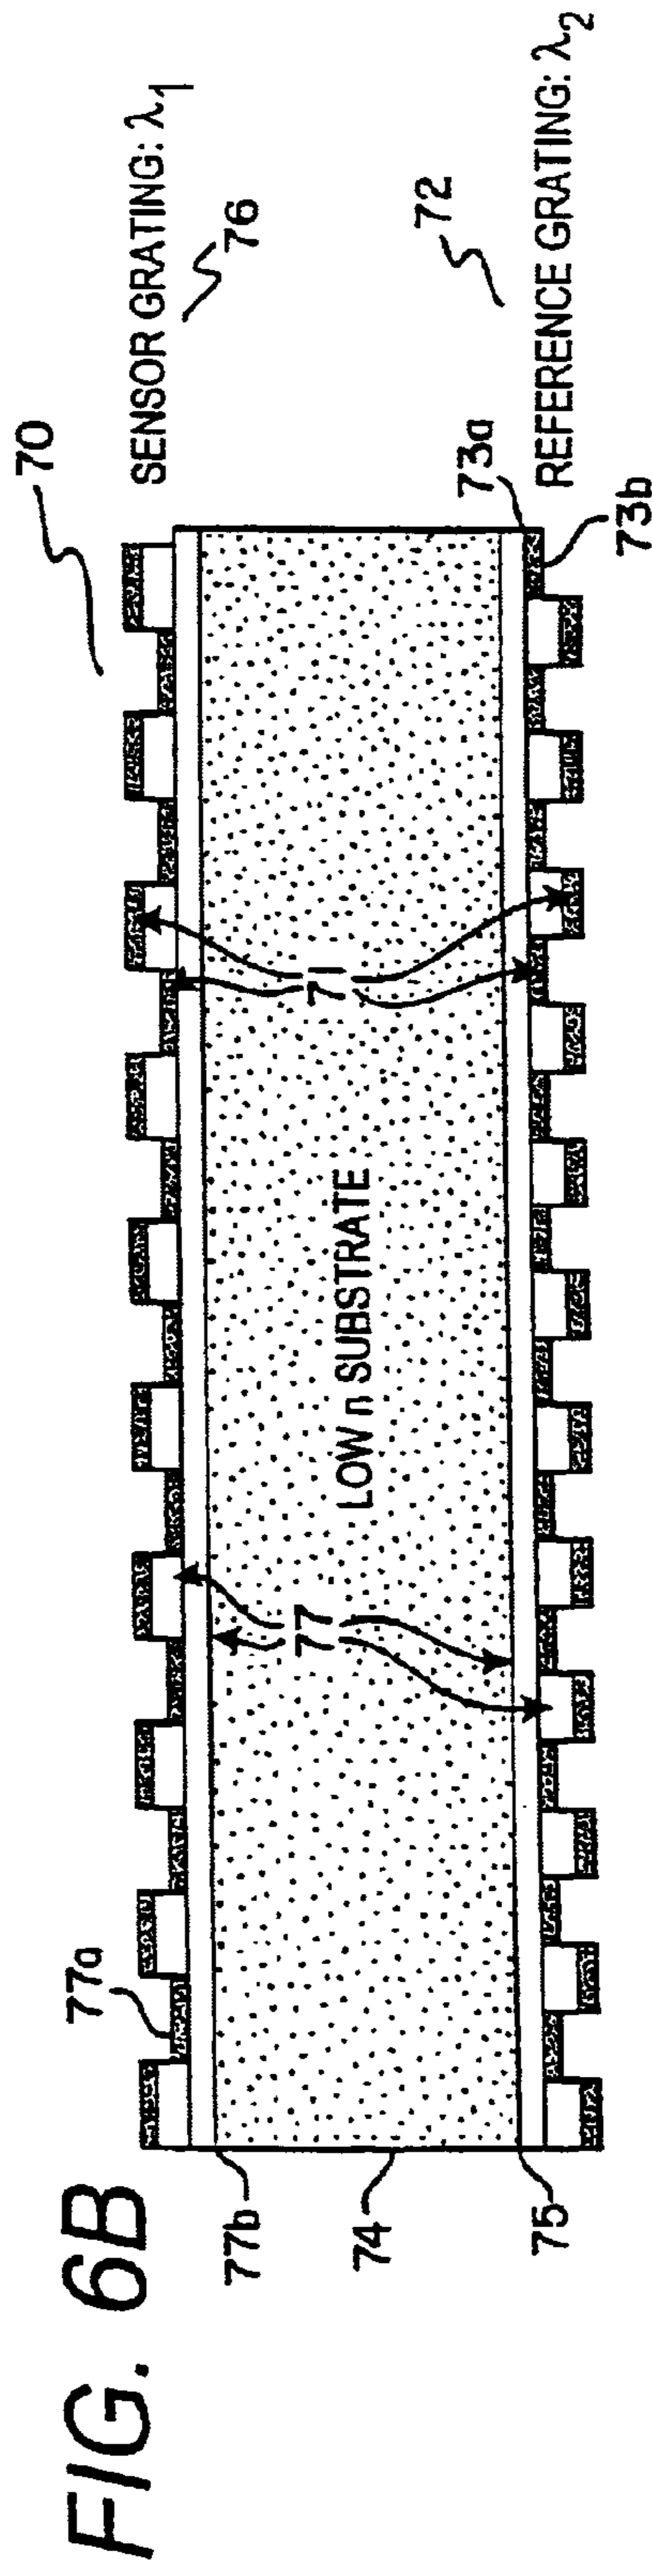 70
SENSOR GRATING: λ1
76
77a
71
77
LOW n SUBSTRATE
72
73a
REFERENCE GRATING: λ2
73b
77b
74
75
FIG. 6B